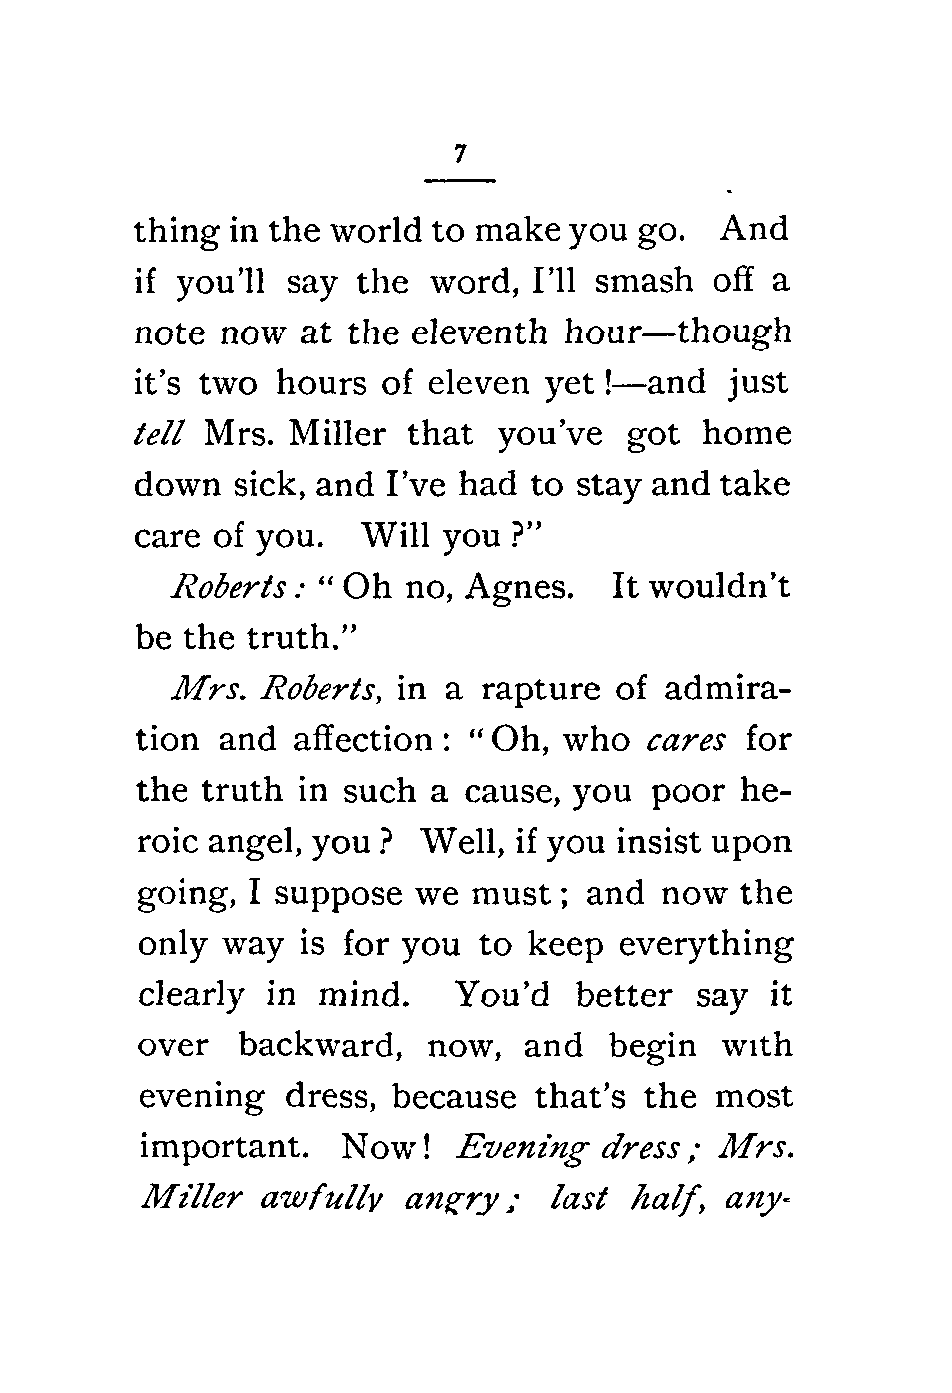 7
thing in the world to make you go. And
if you'll say the word, I'll smash off a
note now at the eleventh hour—though
it's two hours of eleven yet!—and just
tell Mrs. Miller that you've got home
down sick, and I've had to stay and take
care of you. Will you?"
Roberts: "Oh no, Agnes. It wouldn't
be the truth."
Mrs. Roberts, in a rapture of admira-
tion and affection: "Oh, who cares for
the truth in such a cause, you poor he-
roic angel, you? Well, if you insist upon
going, I suppose we must; and now the
only way is for you to keep everything
clearly in mind. You'd better say it
over backward, now, and begin with
evening dress, because that's the most
important. Now! Evening dress; Mrs.
Miller awfully angry; last half, any-